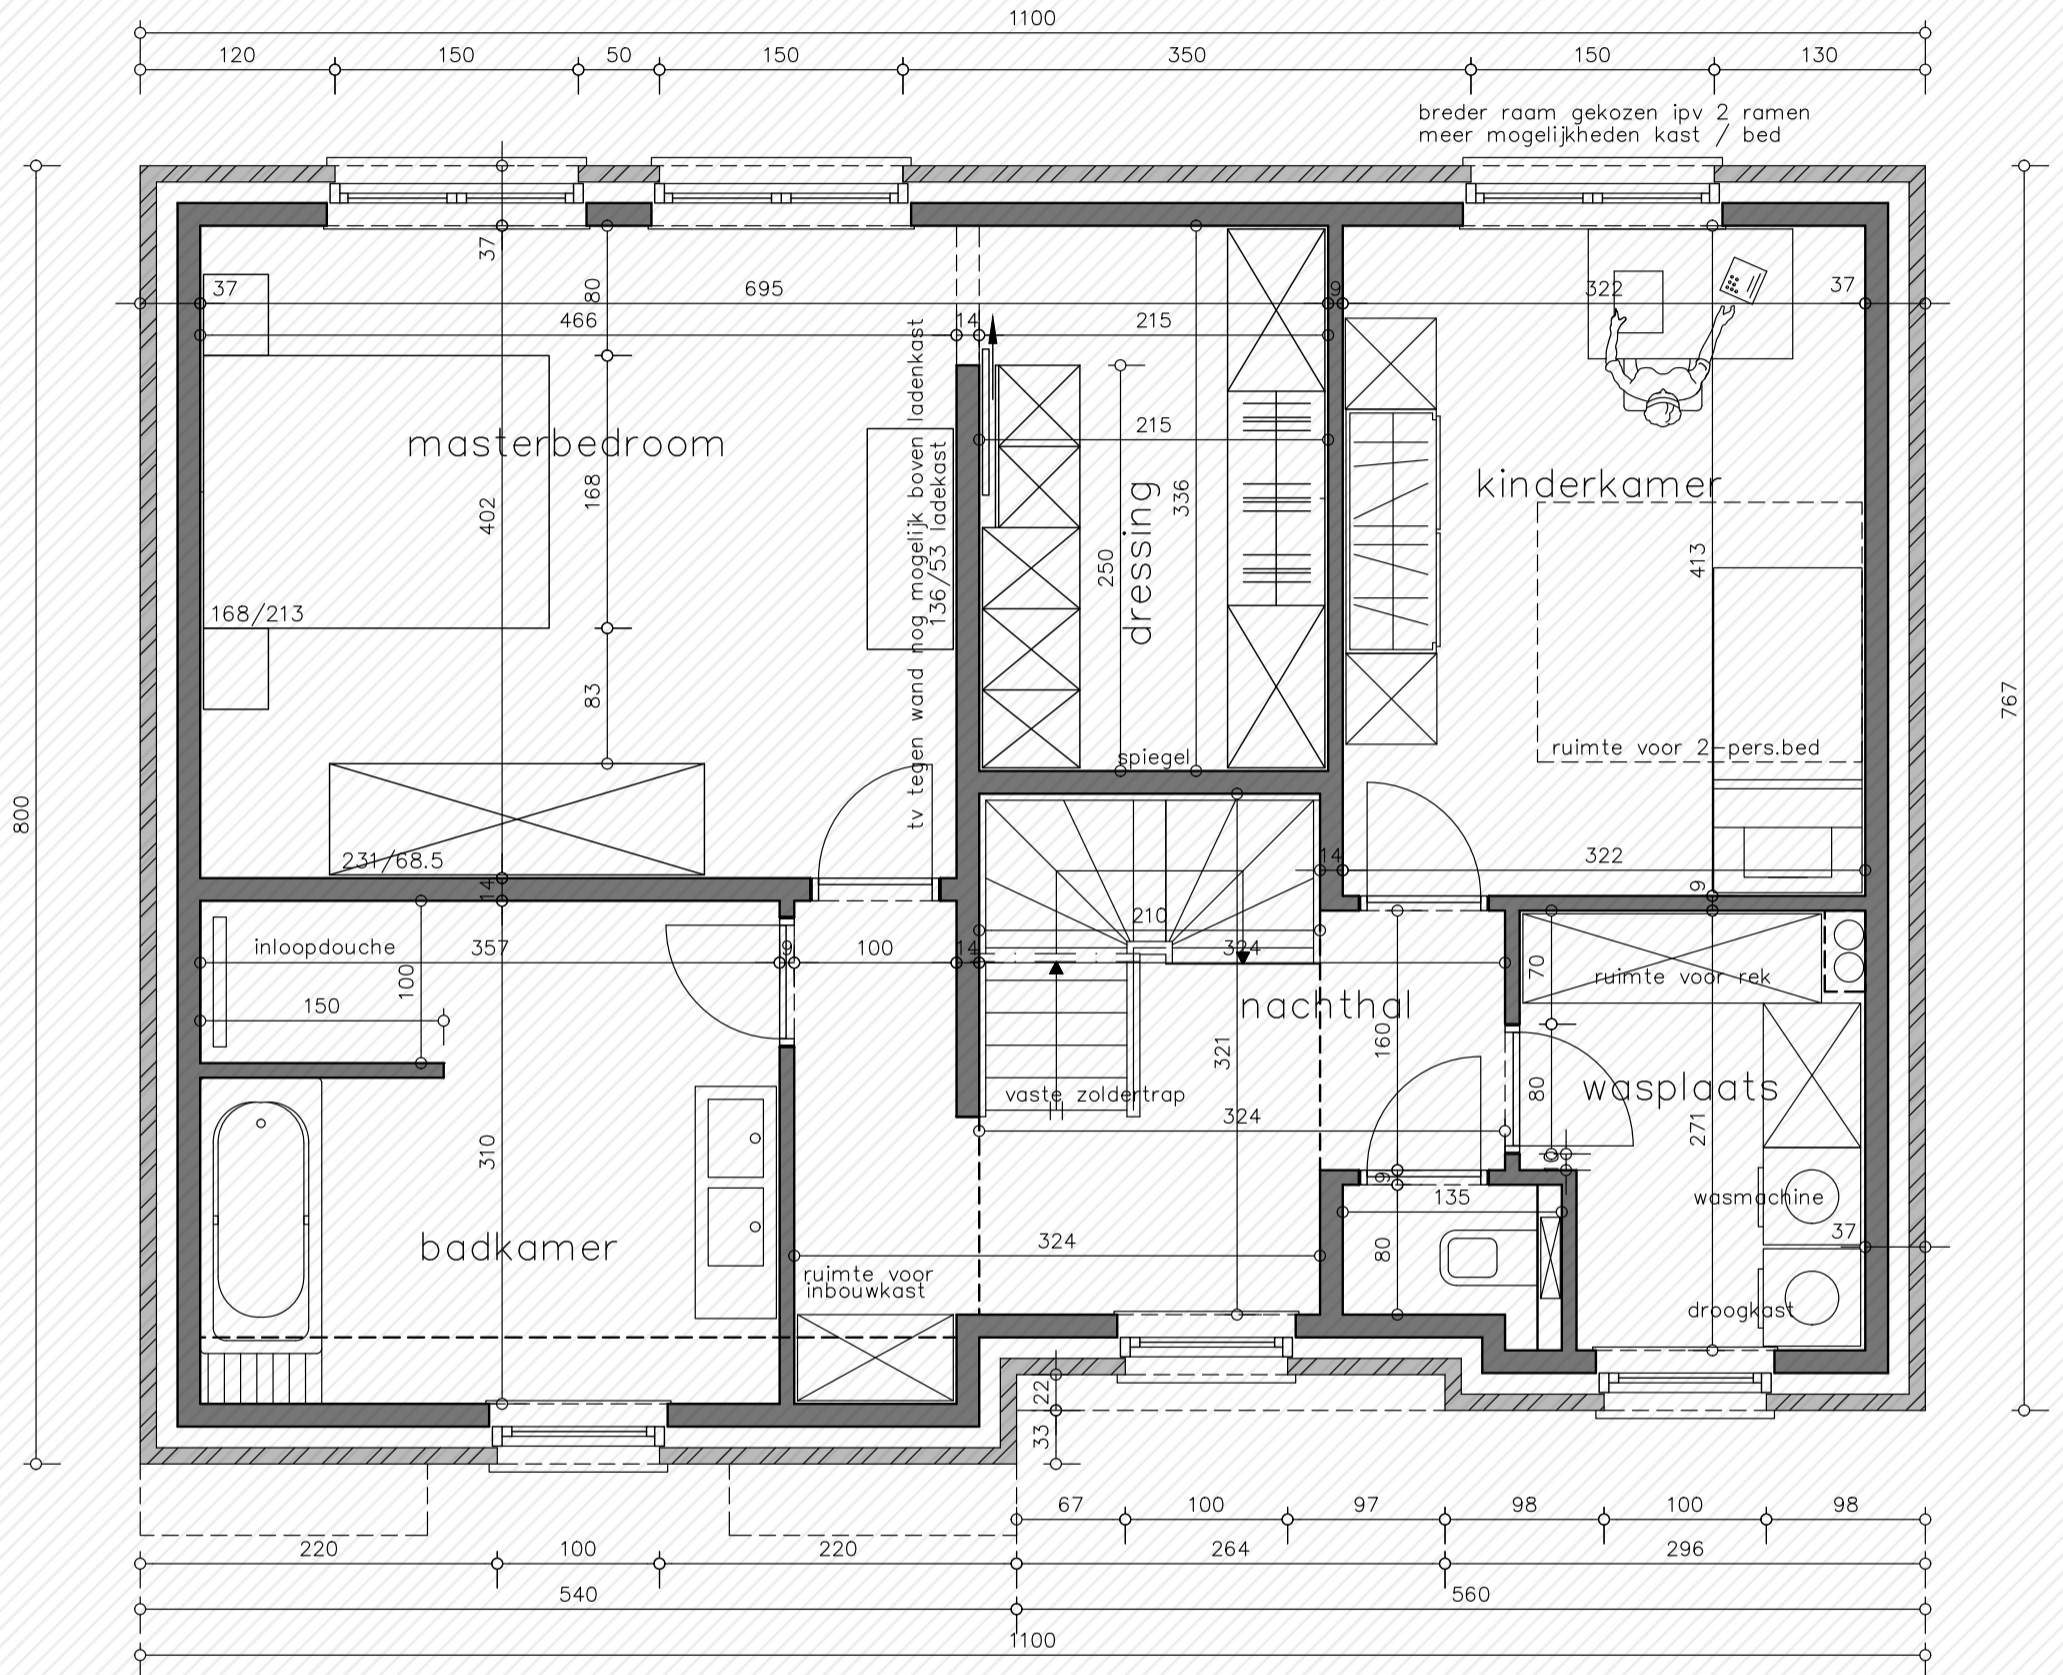 1100
120 150 50 150 350 150 130
breder raam gekozen ipv 2 ramen
meer mogelijkheden kast / bed
37 37 695 80 9 322 37
466 14 215
masterbedroom
402
168
168/213
83
231/68.5
14
tv tegen wand nog mogelijk boven ladenkast
136/53 ladekast
215
336
250
dressing
spiegel
kinderkamer
413
ruimte voor 2-pers.bed
14 322
9
800
767
inloopdouche 357 9 100 14 324
100
150
210
nachthal
321
160
vaste zoldertrap
324
70
ruimte voor rek
80
wasplaats
271
10
310
badkamer
324
ruimte voor
inbouwkast
9
135
80
wasmachine
37
droogkast
22
33
67 100 97 98 100 98
220 100 220 264 296
540 560
1100